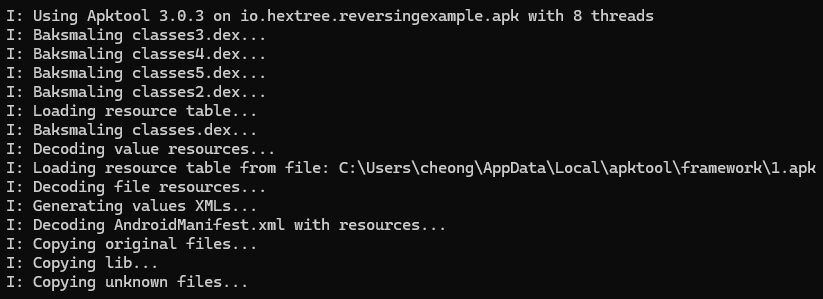 I: Using Apktool 3.0.3 on io.hextree.reversingexample.apk with 8 threads
I: Baksmaling classes3.dex...
I: Baksmaling classes4.dex...
I: Baksmaling classes5.dex...
I: Baksmaling classes2.dex...
I: Loading resource table...
I: Baksmaling classes.dex...
I: Decoding value resources...
I: Loading resource table from file: C:\Users\cheong\AppData\Local\apktool\framework\1.apk
I: Decoding file resources...
I: Generating values XMLs...
I: Decoding AndroidManifest.xml with resources...
I: Copying original files...
I: Copying lib...
I: Copying unknown files...